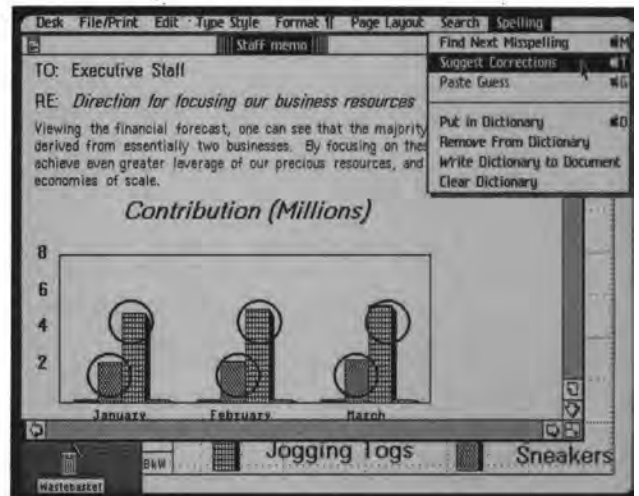 Desk File/Print Edit Type Style Format ¶ Page Layout Search Spelling
Staff memo
Find Next Misspelling M
Suggest Corrections T
Paste Guess G
Put in Dictionary D
Remove From Dictionary
Write Dictionary to Document
Clear Dictionary
TO: Executive Staff
RE: Direction for focusing our business resources
Viewing the financial forecast, one can see that the majority
derived from essentially two businesses. By focusing on thes
achieve even greater leverage of our precious resources, and
economies of scale.
Contribution (Millions)
8
6
4
2
January February March
B&W Jogging Togs Sneakers
Wastebasket